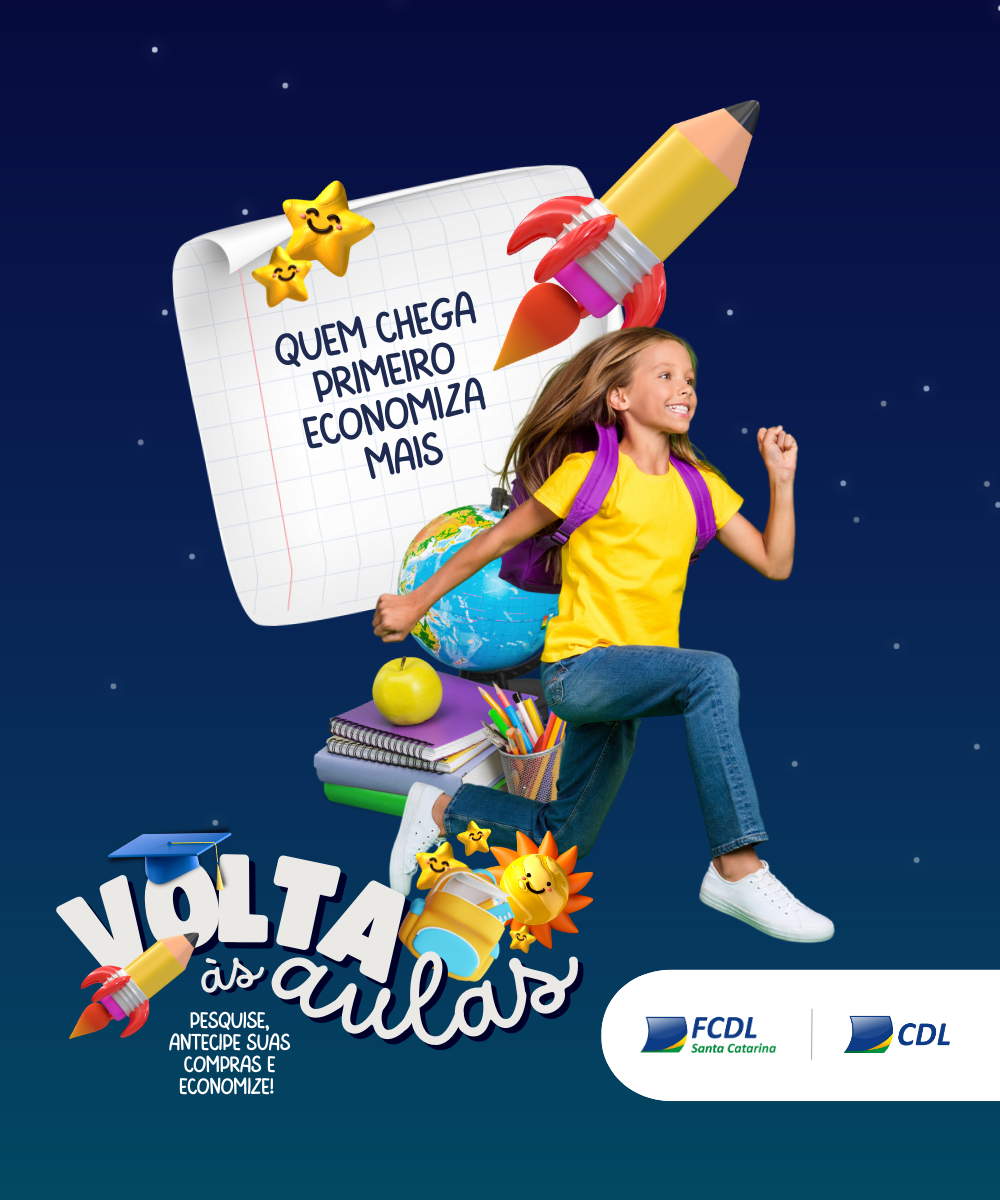 QUEM CHEGA
PRIMEIRO
ECONOMIZA
MAIS
VOLTA
às aulas
PESQUISE,
ANTECIPE SUAS
COMPRAS E
ECONOMIZE!
FCDL
Santa Catarina
CDL